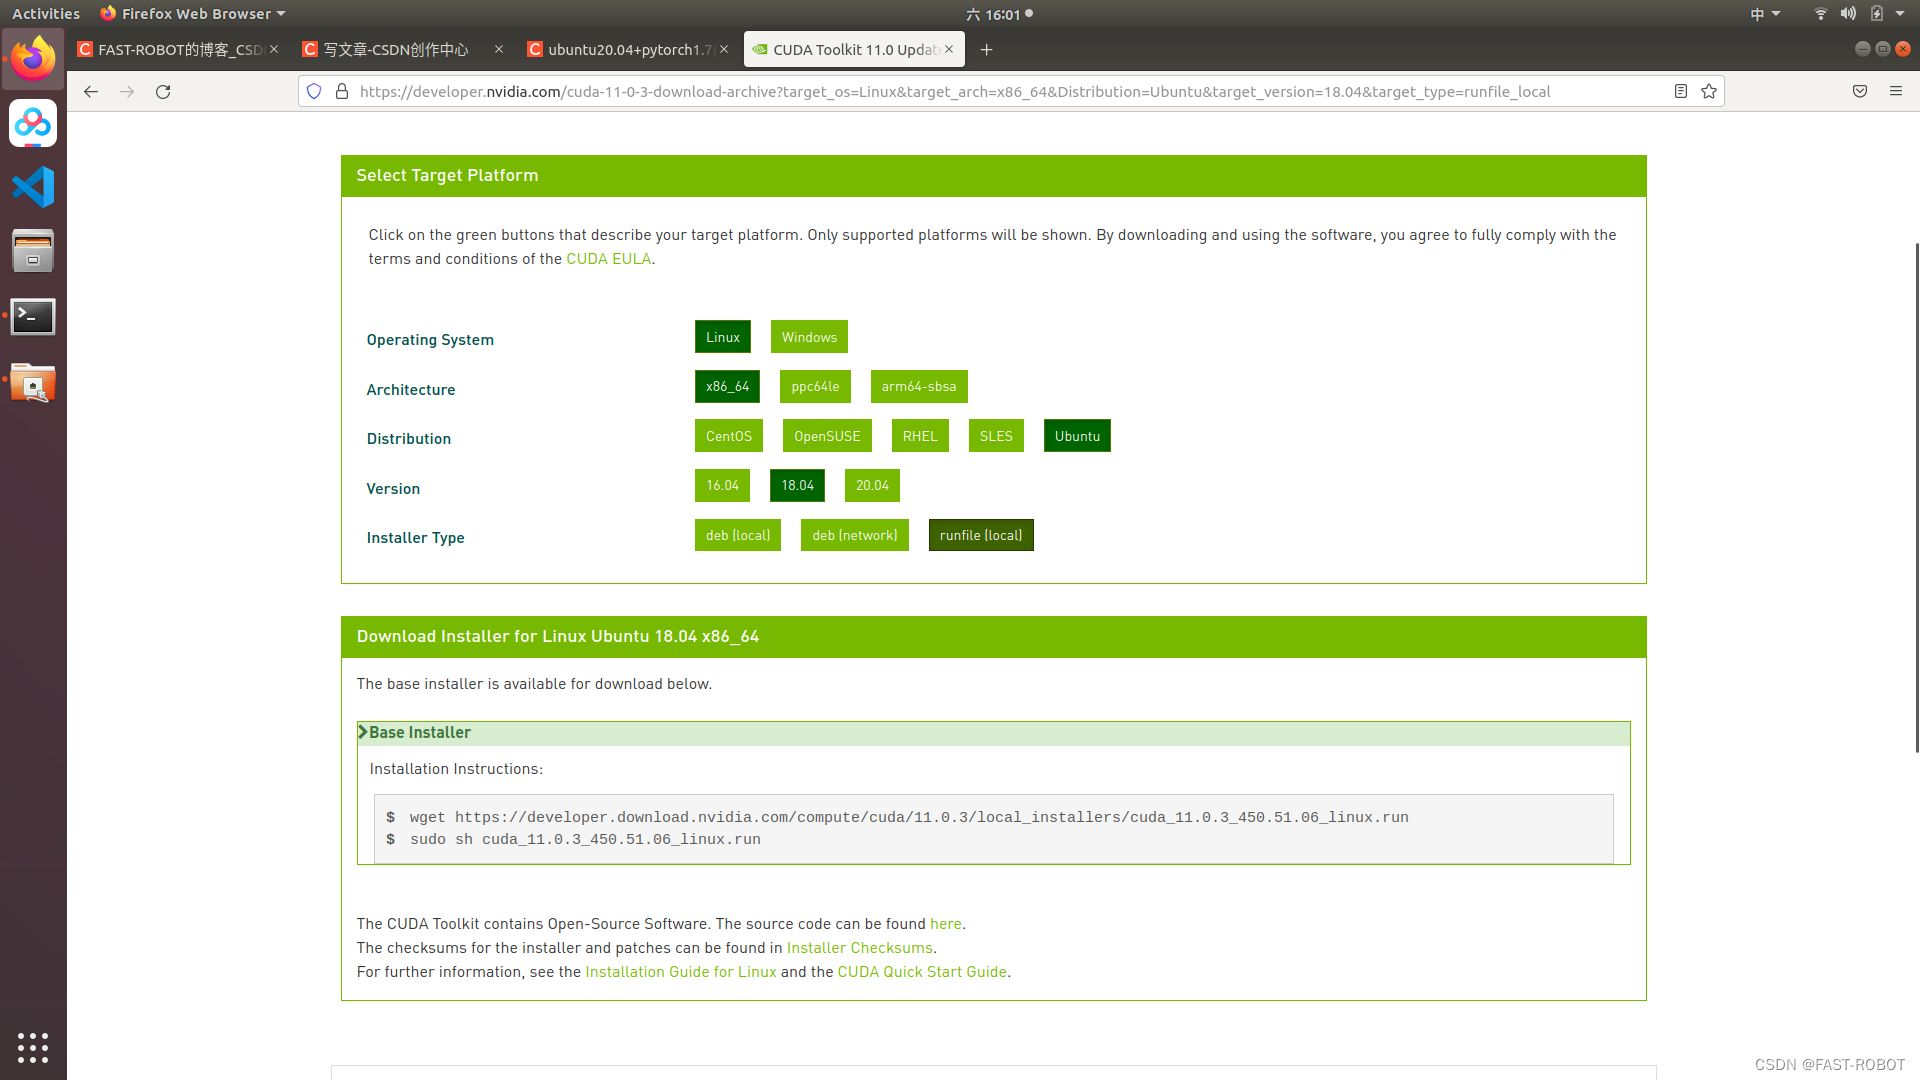 Activities
Firefox Web Browser
六 16:01
中
FAST-ROBOT的博客_CSD
写文章-CSDN创作中心
ubuntu20.04+pytorch1.7
CUDA Toolkit 11.0 Updat
https://developer.nvidia.com/cuda-11-0-3-download-archive?target_os=Linux&target_arch=x86_64&Distribution=Ubuntu&target_version=18.04&target_type=runfile_local
Select Target Platform
Click on the green buttons that describe your target platform. Only supported platforms will be shown. By downloading and using the software, you agree to fully comply with the
terms and conditions of the CUDA EULA.
Operating System
Linux
Windows
Architecture
x86_64
ppc64le
arm64-sbsa
Distribution
CentOS
OpenSUSE
RHEL
SLES
Ubuntu
Version
16.04
18.04
20.04
Installer Type
deb (local)
deb (network)
runfile (local)
Download Installer for Linux Ubuntu 18.04 x86_64
The base installer is available for download below.
Base Installer
Installation Instructions:
$ wget https://developer.download.nvidia.com/compute/cuda/11.0.3/local_installers/cuda_11.0.3_450.51.06_linux.run
$ sudo sh cuda_11.0.3_450.51.06_linux.run
The CUDA Toolkit contains Open-Source Software. The source code can be found here.
The checksums for the installer and patches can be found in Installer Checksums.
For further information, see the Installation Guide for Linux and the CUDA Quick Start Guide.
CSDN @FAST-ROBOT